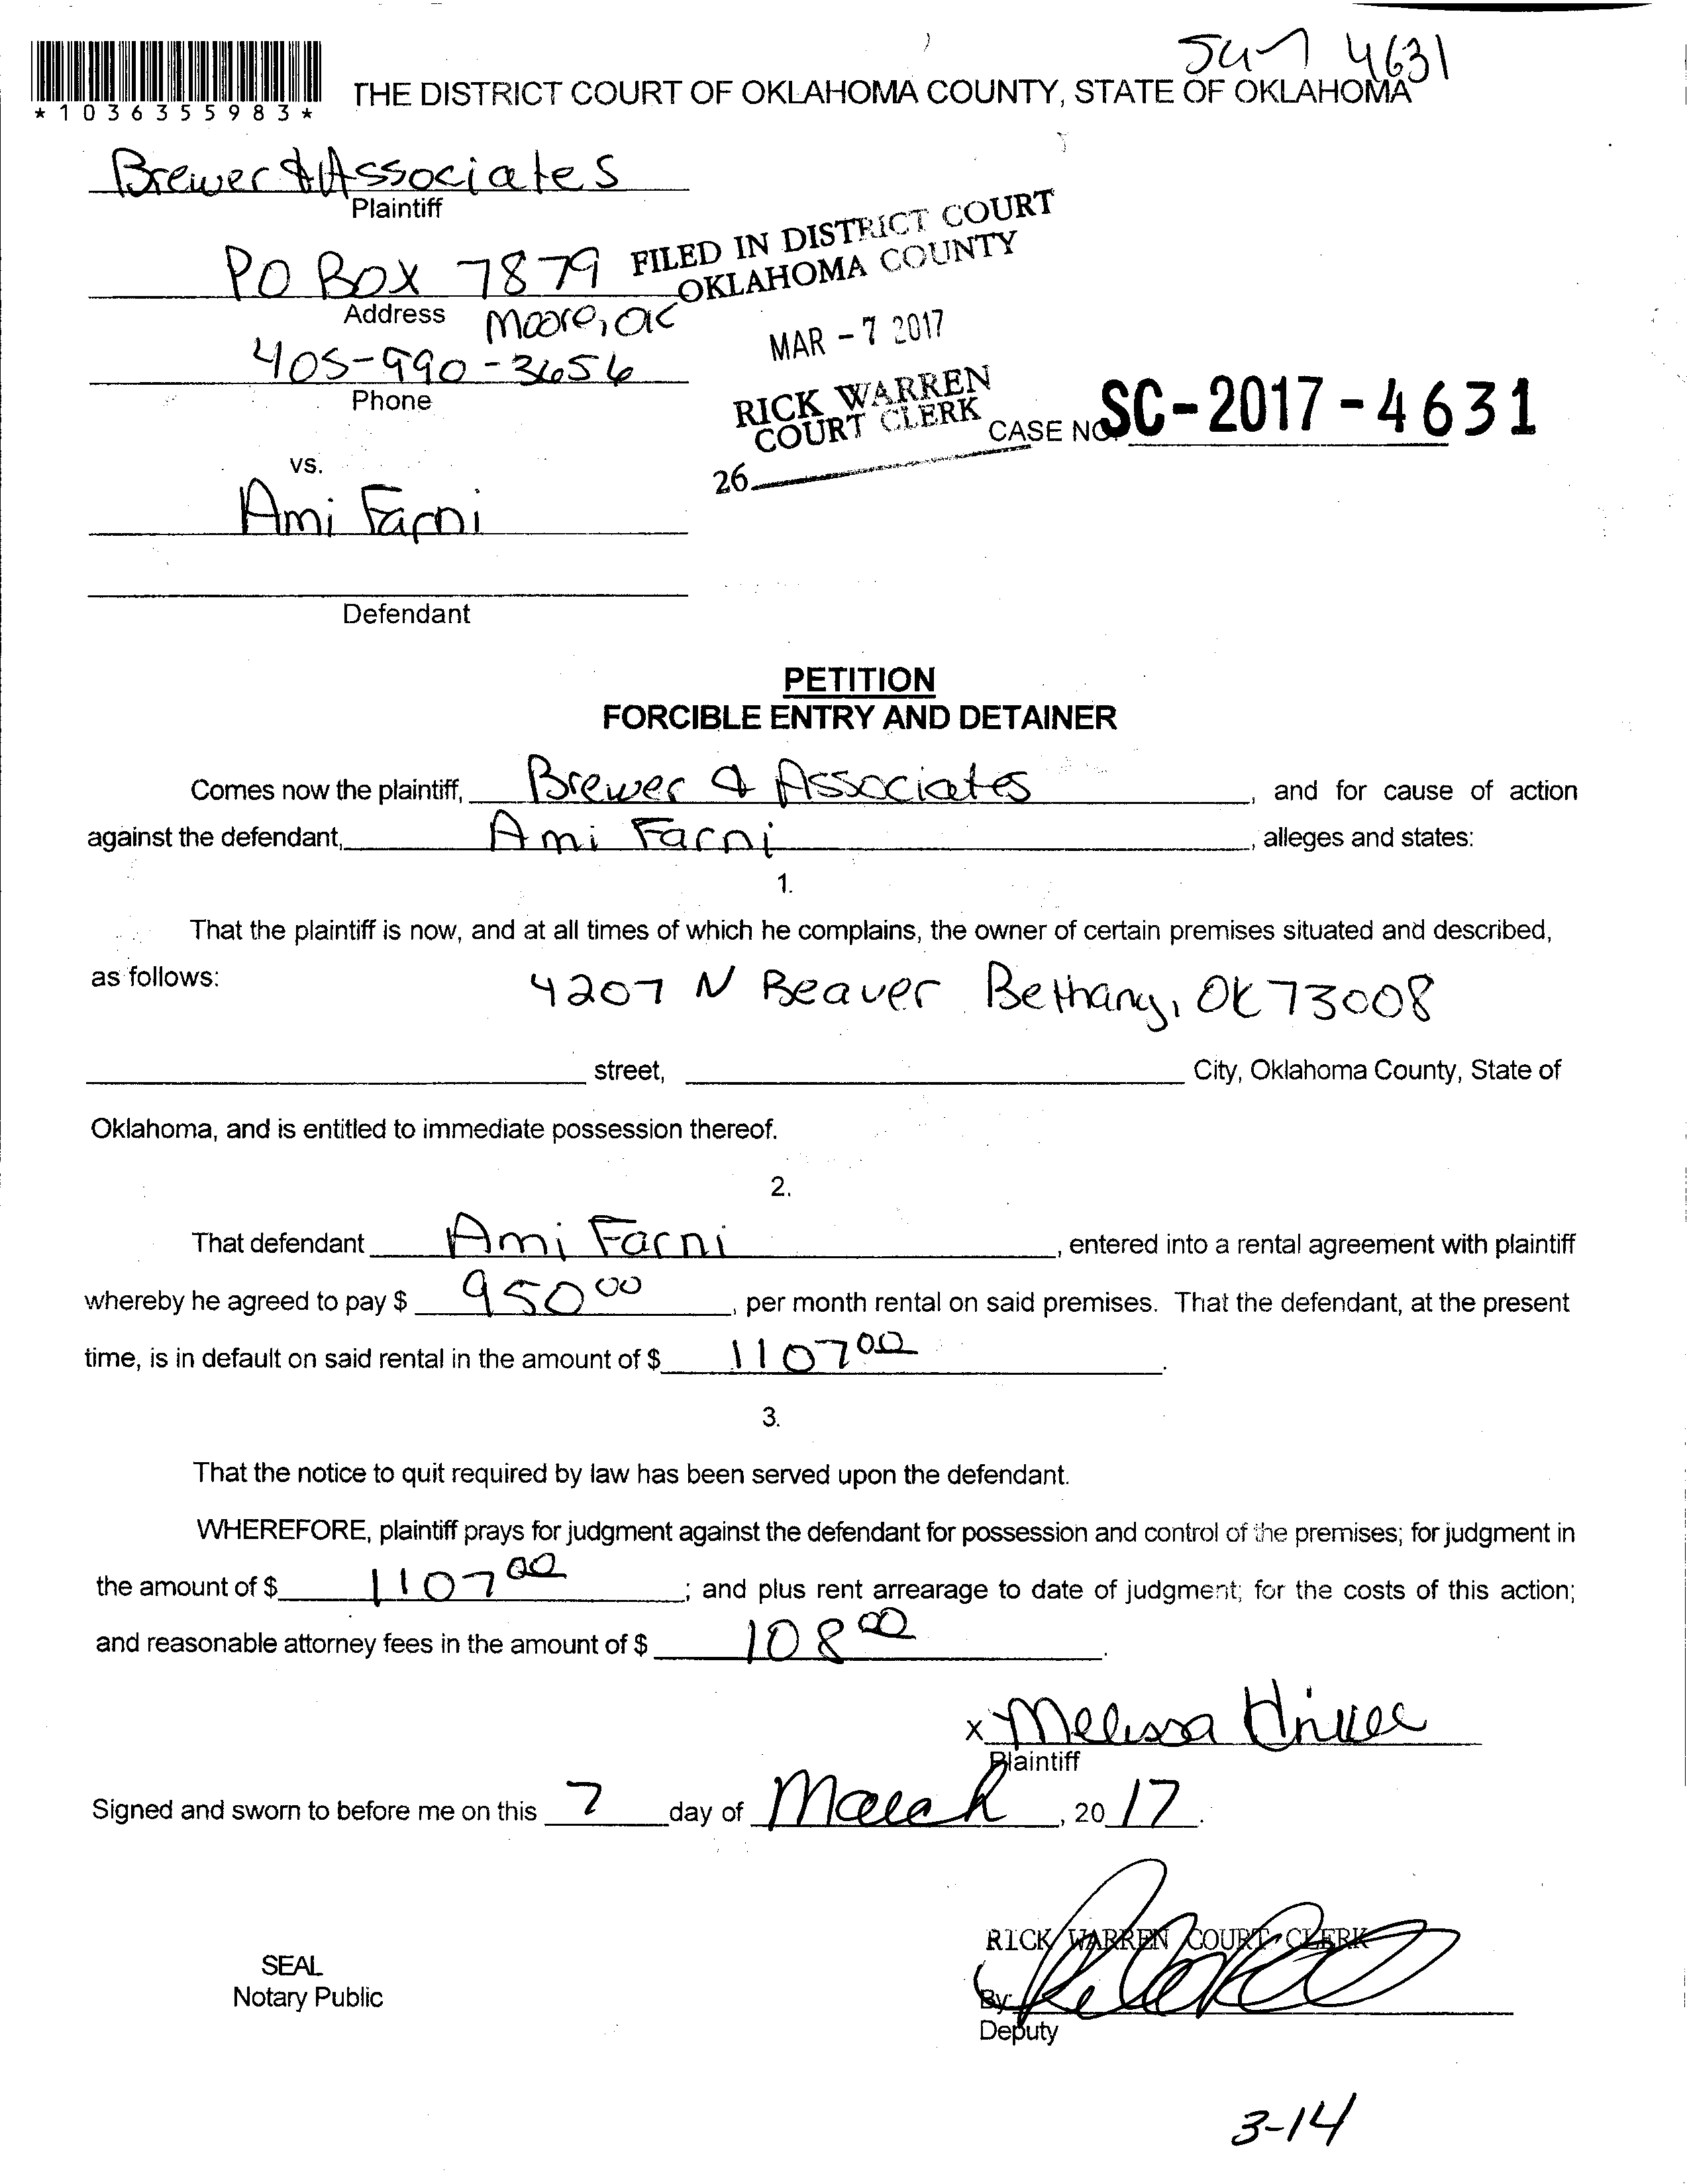 4631
*1036355983*
THE DISTRICT COURT OF OKLAHOMA COUNTY, STATE OF OKLAHOMA
Brewer & Associates
Plaintiff
PO Box 7879
Address
Moore, OK
405-990-3656
Phone
FILED IN DISTRICT COURT
OKLAHOMA COUNTY
MAR - 7 2017
RICK WARREN
COURT CLERK
26
CASE NO. SC-2017-4631
vs.
Ami Farni
Defendant
PETITION
FORCIBLE ENTRY AND DETAINER
Comes now the plaintiff, Brewer & Associates, and for cause of action
against the defendant, Ami Farni, alleges and states:
1.
That the plaintiff is now, and at all times of which he complains, the owner of certain premises situated and described,
as follows: 4207 N Beaver Bethany, OK 73008
street, City, Oklahoma County, State of
Oklahoma, and is entitled to immediate possession thereof.
2.
That defendant Ami Farni, entered into a rental agreement with plaintiff
whereby he agreed to pay $ 950 00, per month rental on said premises. That the defendant, at the present
time, is in default on said rental in the amount of $ 1107 00.
3.
That the notice to quit required by law has been served upon the defendant.
WHEREFORE, plaintiff prays for judgment against the defendant for possession and control of the premises; for judgment in
the amount of $ 1107 00; and plus rent arrearage to date of judgment; for the costs of this action;
and reasonable attorney fees in the amount of $ 108 00.
x Melissa
Plaintiff
Signed and sworn to before me on this 7 day of March, 20 17.
RICK WARREN COURT CLERK
SEAL
Notary Public
By:
Deputy
3-14